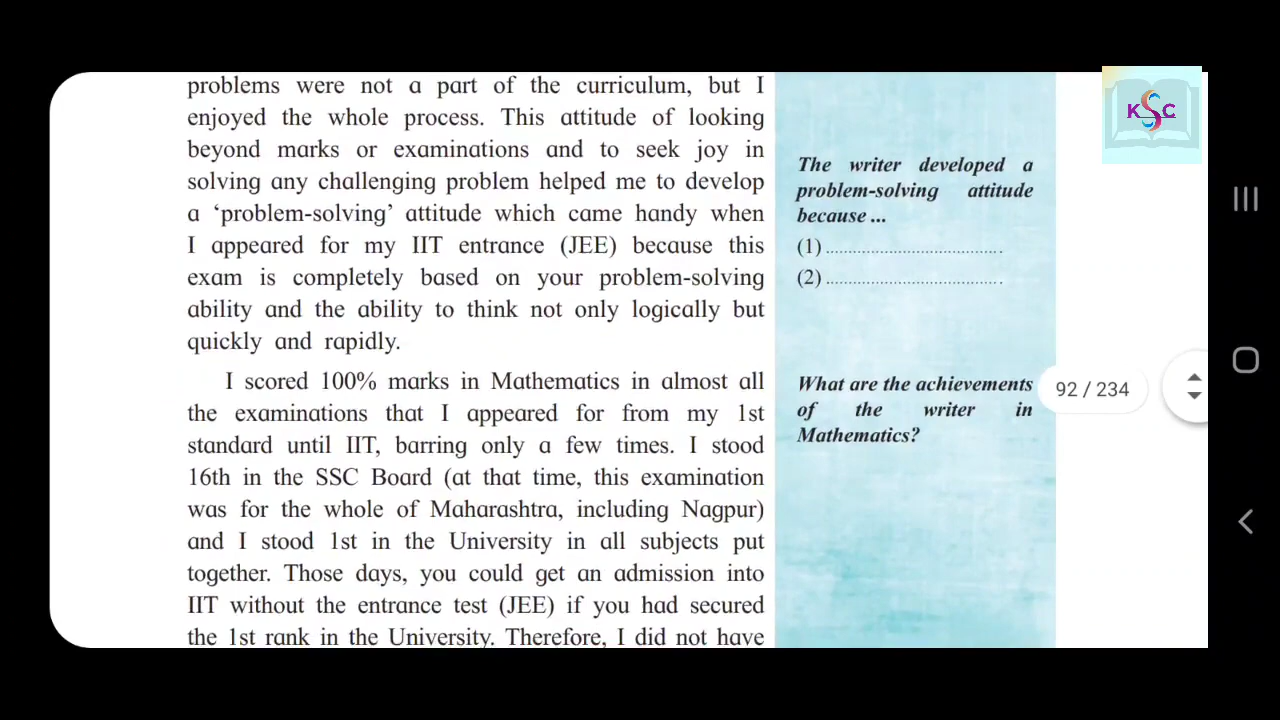 problems were not a part of the curriculum, but I
enjoyed the whole process. This attitude of looking
beyond marks or examinations and to seek joy in
solving any challenging problem helped me to develop
a ‘problem-solving’ attitude which came handy when
I appeared for my IIT entrance (JEE) because this
exam is completely based on your problem-solving
ability and the ability to think not only logically but
quickly and rapidly.
I scored 100% marks in Mathematics in almost all
the examinations that I appeared for from my 1st
standard until IIT, barring only a few times. I stood
16th in the SSC Board (at that time, this examination
was for the whole of Maharashtra, including Nagpur)
and I stood 1st in the University in all subjects put
together. Those days, you could get an admission into
IIT without the entrance test (JEE) if you had secured
the 1st rank in the University. Therefore, I did not have
The writer developed a
problem-solving attitude
because ...
(1) ....................................
(2) ....................................
What are the achievements
of the writer in
Mathematics?
KSC
92 / 234